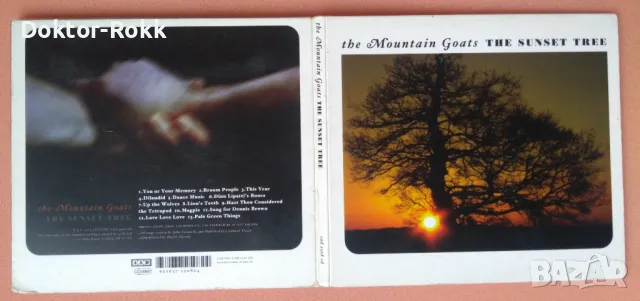 Doktor-Rokk
1.You or Your Memory 2.Broom People 3.This Year
4.Dilaudid 5.Dance Music 6.Dinu Lipatti's Bones
7.Up the Wolves 8.Lion's Teeth 9.Hast Thou Considered
the Tetrapod 10.Magpie 11.Song for Dennis Brown
12.Love Love Love 13.Pale Green Things
the Mountain Goats
THE SUNSET TREE
4AD
the Mountain Goats THE SUNSET TREE
the Mountain Goats THE SUNSET TREE
BAZAR.BG